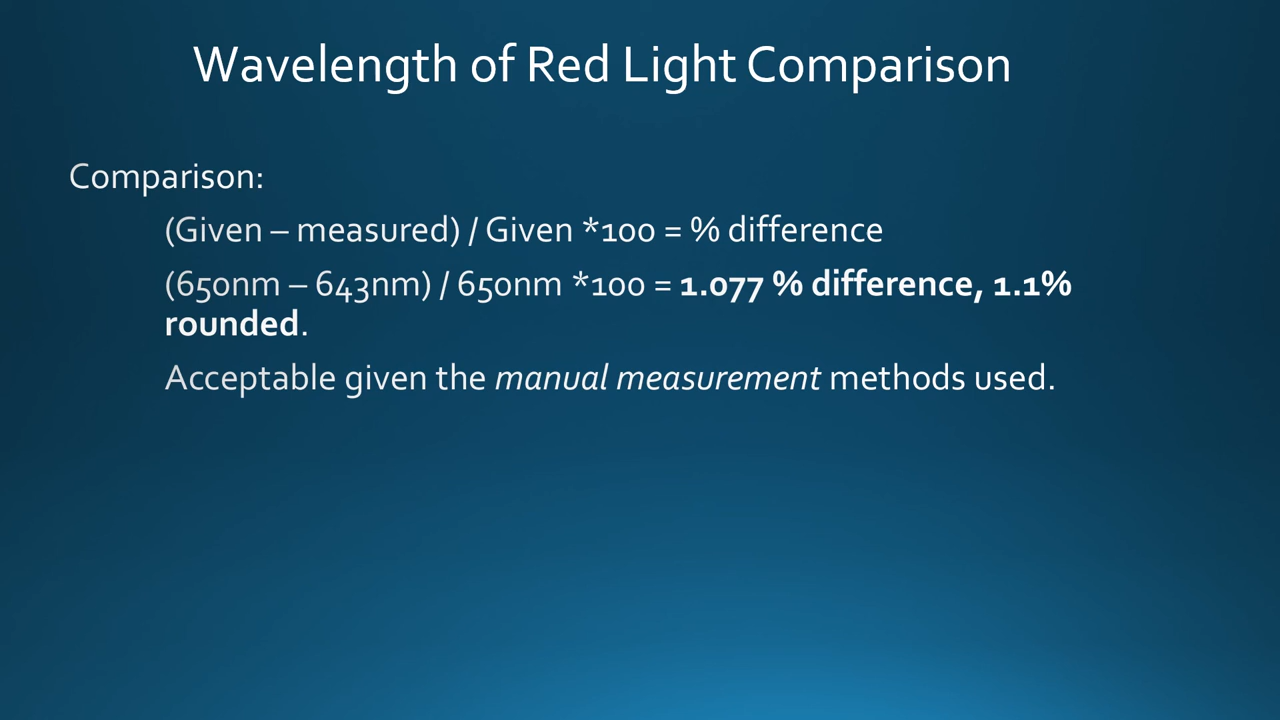 Wavelength of Red Light Comparison
Comparison:
(Given – measured) / Given *100 = % difference
(650nm – 643nm) / 650nm *100 = 1.077 % difference, 1.1%
rounded.
Acceptable given the manual measurement methods used.